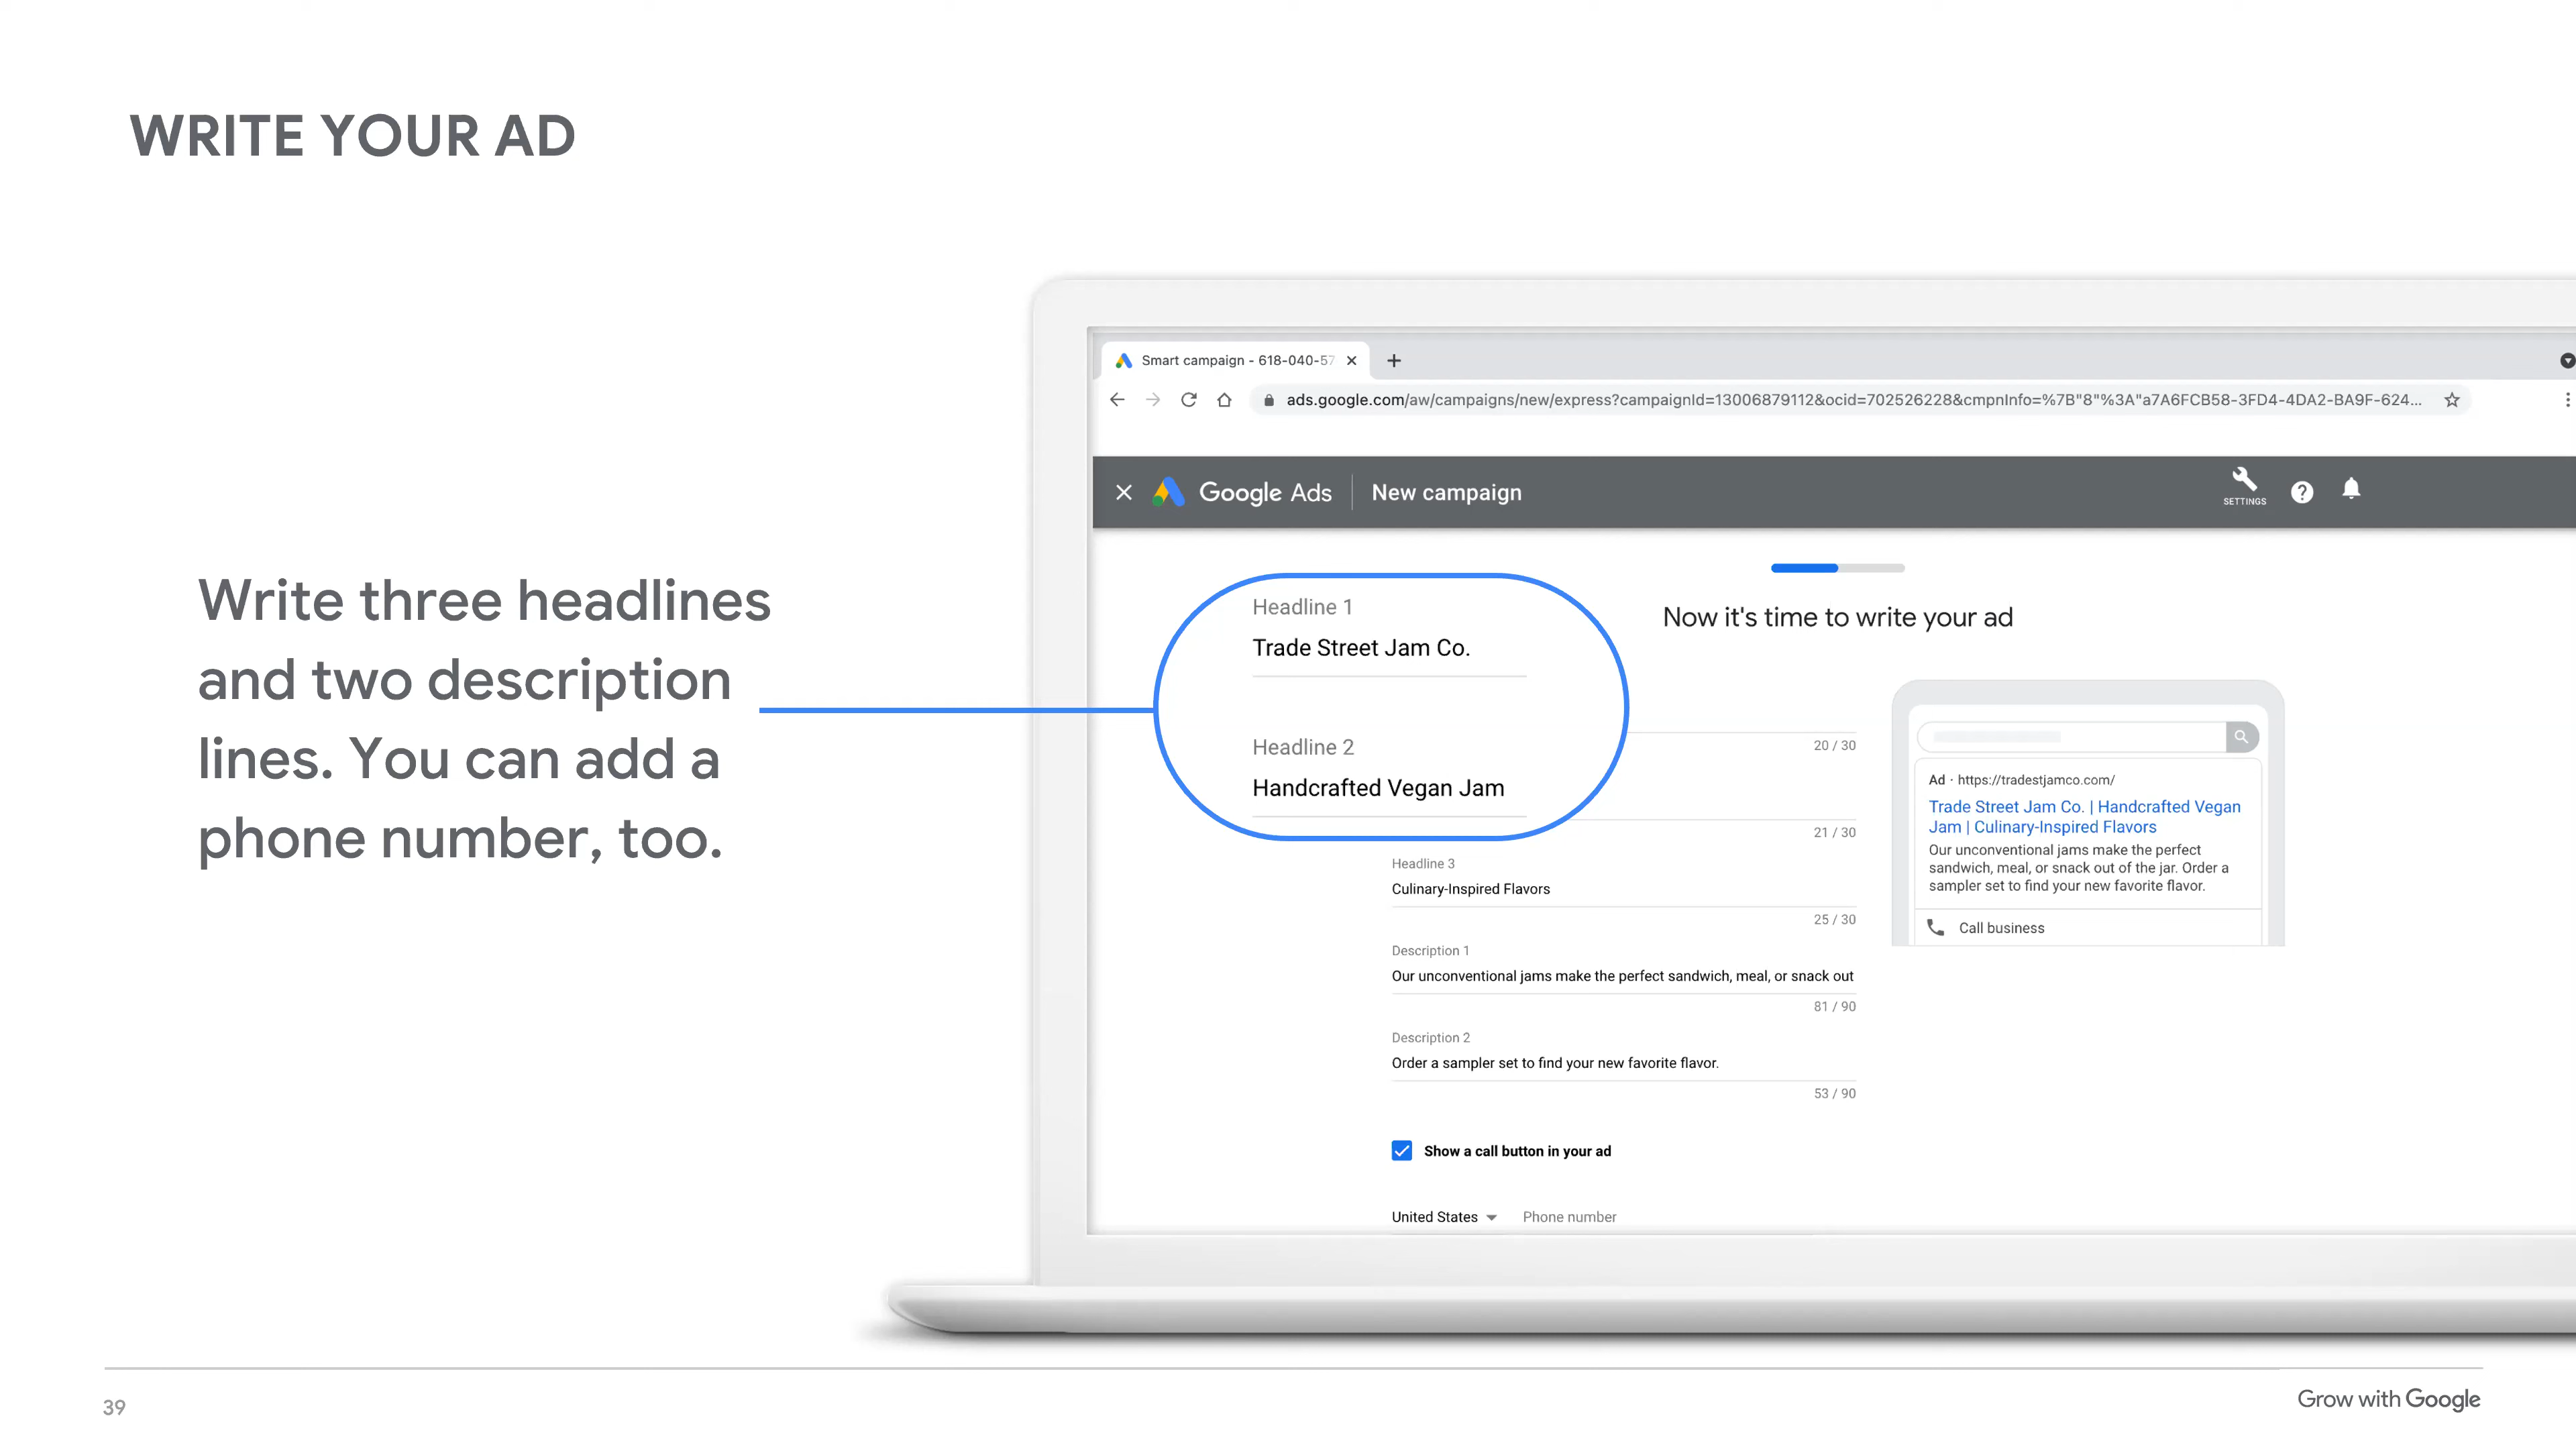 WRITE YOUR AD
Write three headlines
and two description
lines. You can add a
phone number, too.
Smart campaign - 618-040-57
ads.google.com/aw/campaigns/new/express?campaignId=13006879112&ocid=702526228&cmpnInfo=%7B"8"%3A"a7A6FCB58-3FD4-4DA2-BA9F-624...
Google Ads
New campaign
SETTINGS
Now it's time to write your ad
Headline 1
Trade Street Jam Co.
20 / 30
Headline 2
Handcrafted Vegan Jam
21 / 30
Headline 3
Culinary-Inspired Flavors
25 / 30
Description 1
Our unconventional jams make the perfect sandwich, meal, or snack out
81 / 90
Description 2
Order a sampler set to find your new favorite flavor.
53 / 90
Show a call button in your ad
United States
Phone number
Ad · https://tradestjamco.com/
Trade Street Jam Co. | Handcrafted Vegan
Jam | Culinary-Inspired Flavors
Our unconventional jams make the perfect
sandwich, meal, or snack out of the jar. Order a
sampler set to find your new favorite flavor.
Call business
39
Grow with Google